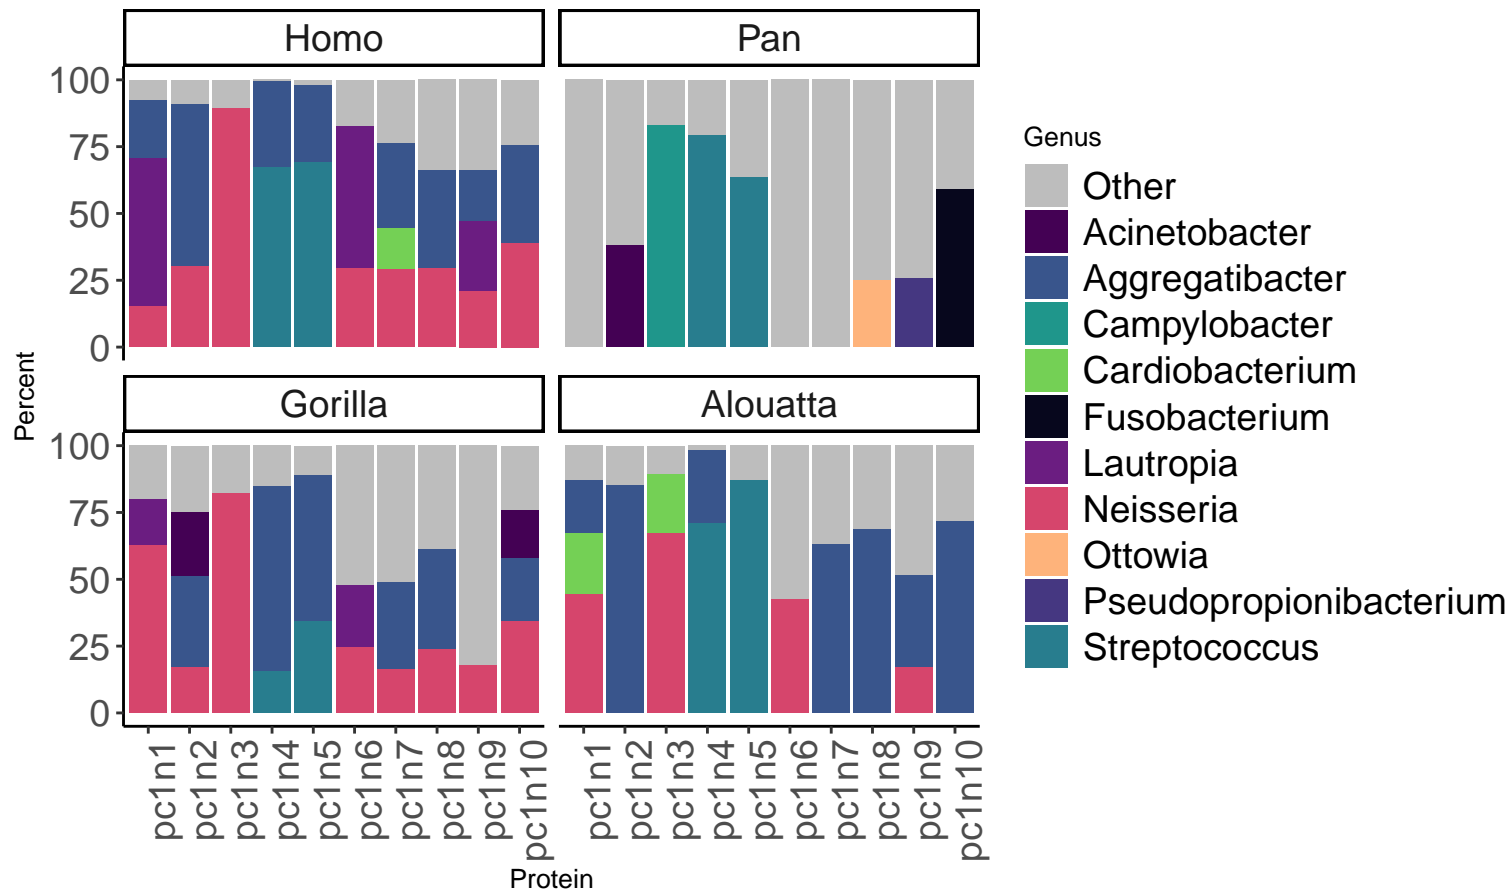 Homo
Pan
100
75
50
25
0
Percent
Gorilla
Alouatta
100
75
50
25
0
pc1n1
pc1n2
pc1n3
pc1n4
pc1n5
pc1n6
pc1n7
pc1n8
pc1n9
pc1n10
pc1n1
pc1n2
pc1n3
pc1n4
pc1n5
pc1n6
pc1n7
pc1n8
pc1n9
pc1n10
Protein
Genus
Other
Acinetobacter
Aggregatibacter
Campylobacter
Cardiobacterium
Fusobacterium
Lautropia
Neisseria
Ottowia
Pseudopropionibacterium
Streptococcus